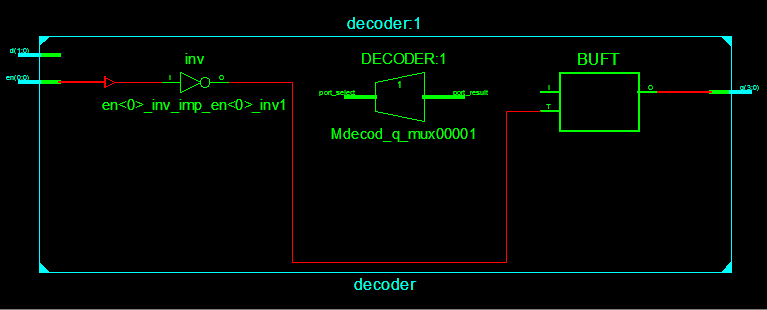 decoder:1
d(1:0)
en(0:0)
inv
I
O
en<0>_inv_imp_en<0>_inv1
DECODER:1
1
port_select
port_result
Mdecod_q_mux00001
BUFT
I
T
O
q(3:0)
decoder